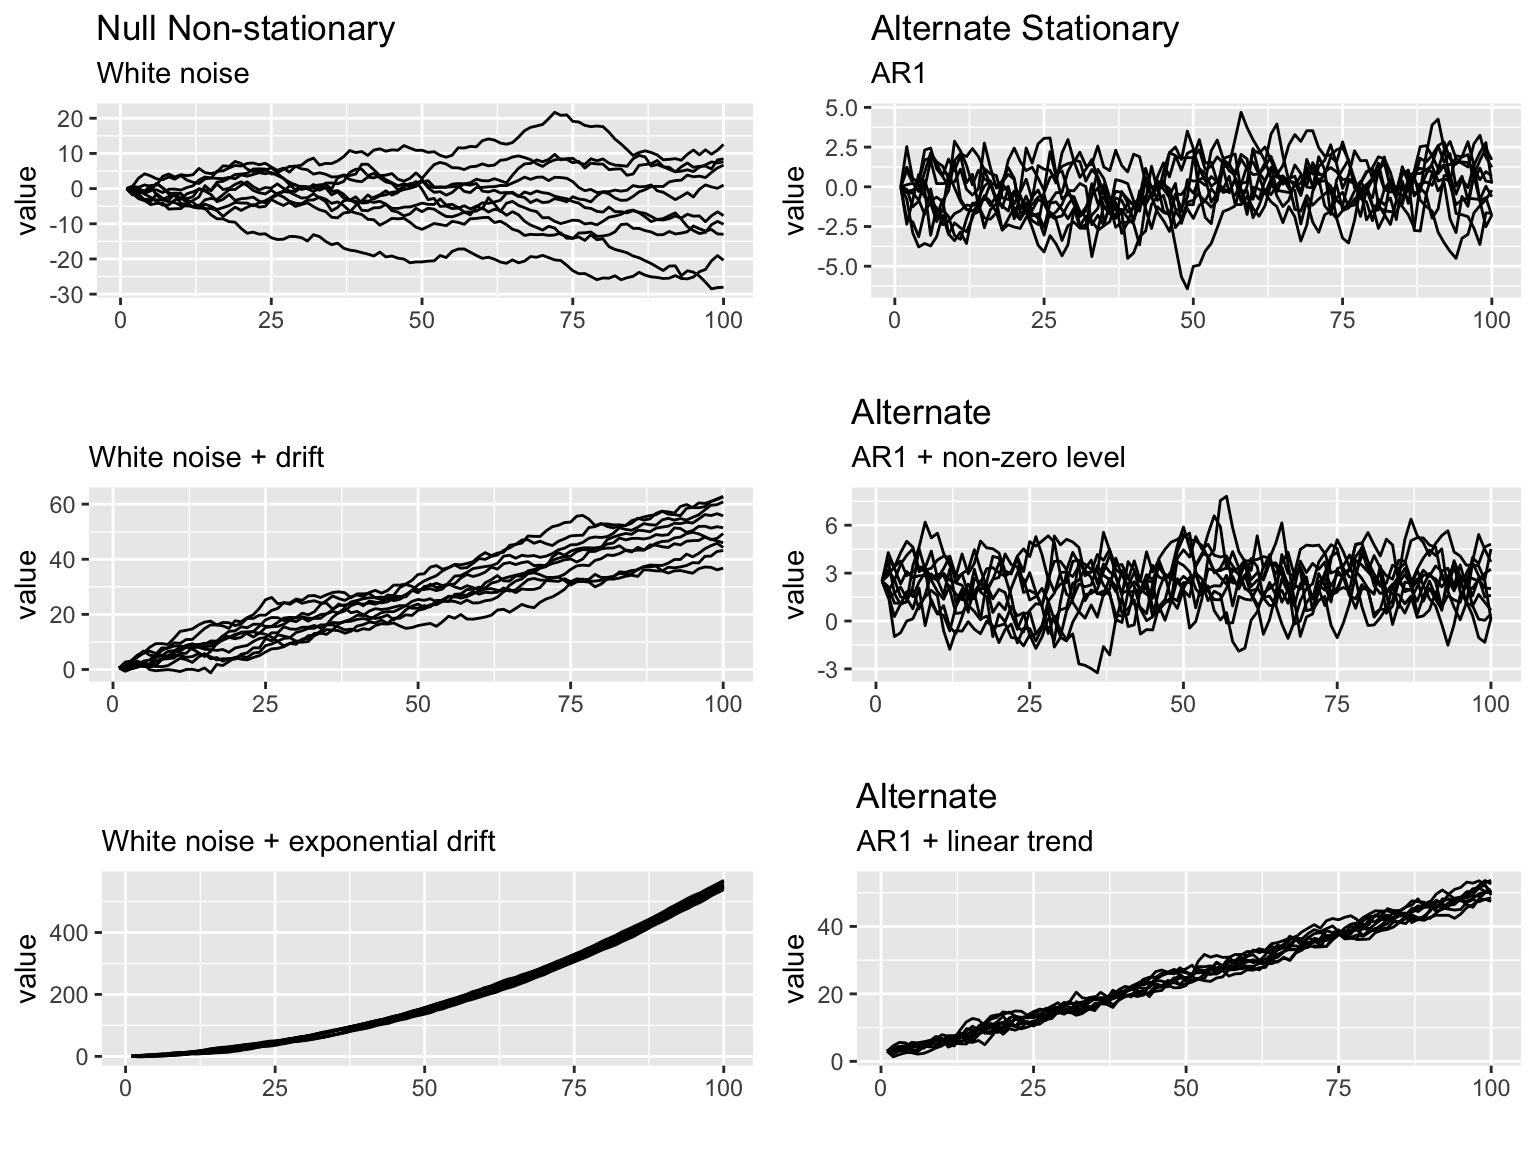 Null Non-stationary
White noise
value
20
10
0
-10
-20
-30
0 25 50 75 100
Alternate Stationary
AR1
value
5.0
2.5
0.0
-2.5
-5.0
0 25 50 75 100
White noise + drift
value
60
40
20
0
0 25 50 75 100
Alternate
AR1 + non-zero level
value
6
3
0
-3
0 25 50 75 100
White noise + exponential drift
value
400
200
0
0 25 50 75 100
Alternate
AR1 + linear trend
value
40
20
0
0 25 50 75 100